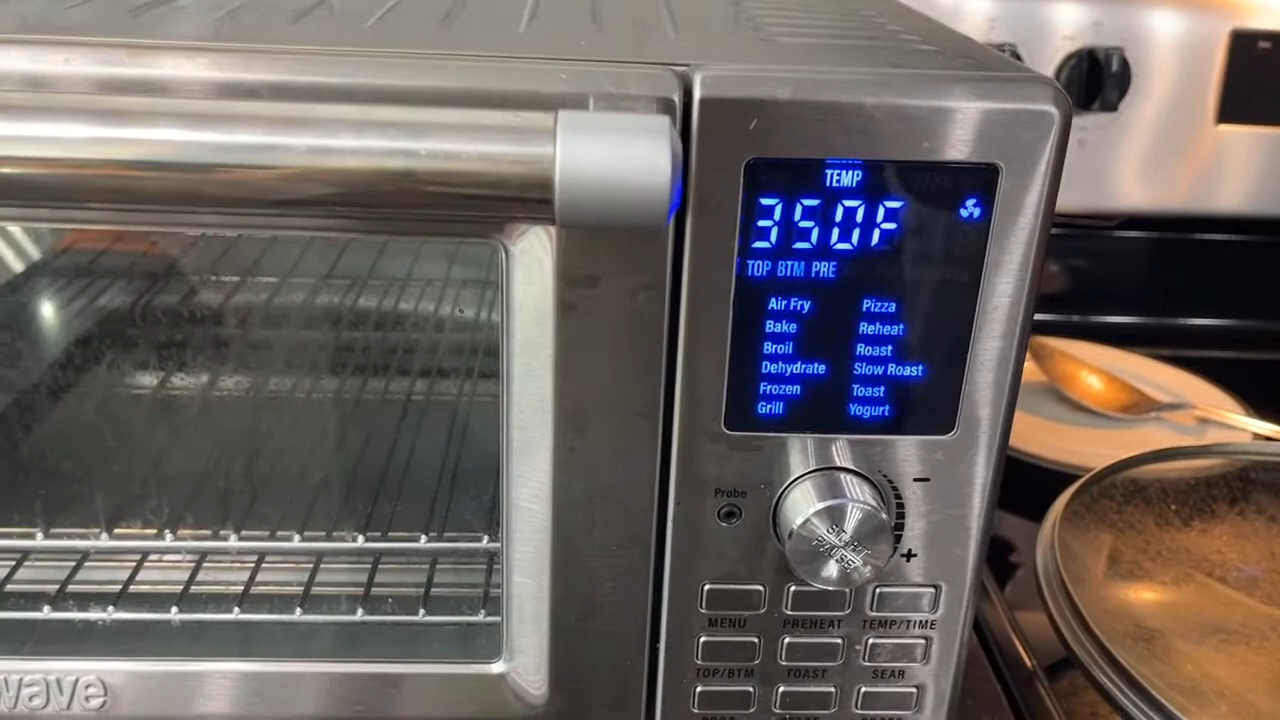 TEMP
350F
TOP BTM PRE
Air Fry Pizza
Bake Reheat
Broil Roast
Dehydrate Slow Roast
Frozen Toast
Grill Yogurt
Probe
START
PAUSE
-
+
MENU PREHEAT TEMP/TIME
TOP/BTM TOAST SEAR
wave